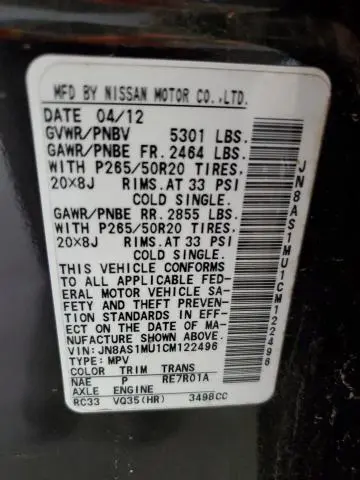 MFD BY NISSAN MOTOR CO.,LTD.
DATE 04/12
GVWR/PNBV 5301 LBS.
GAWR/PNBE FR. 2464 LBS.
WITH P265/50R20 TIRES,
20×8J RIMS.AT 33 PSI
COLD SINGLE.
GAWR/PNBE RR. 2855 LBS.
WITH P265/50R20 TIRES,
20×8J RIMS.AT 33 PSI
COLD SINGLE.
THIS VEHICLE CONFORMS
TO ALL APPLICABLE FED-
ERAL MOTOR VEHICLE SA-
FETY AND THEFT PREVEN-
TION STANDARDS IN EFF-
ECT ON THE DATE OF MA-
NUFACTURE SHOWN ABOVE.
VIN: JN8AS1MU1CM122496
TYPE: MPV
COLOR TRIM TRANS
NAE P RE7R01A
AXLE ENGINE
RC33 VQ35(HR) 3498CC
JN8AS1MU1CM122496